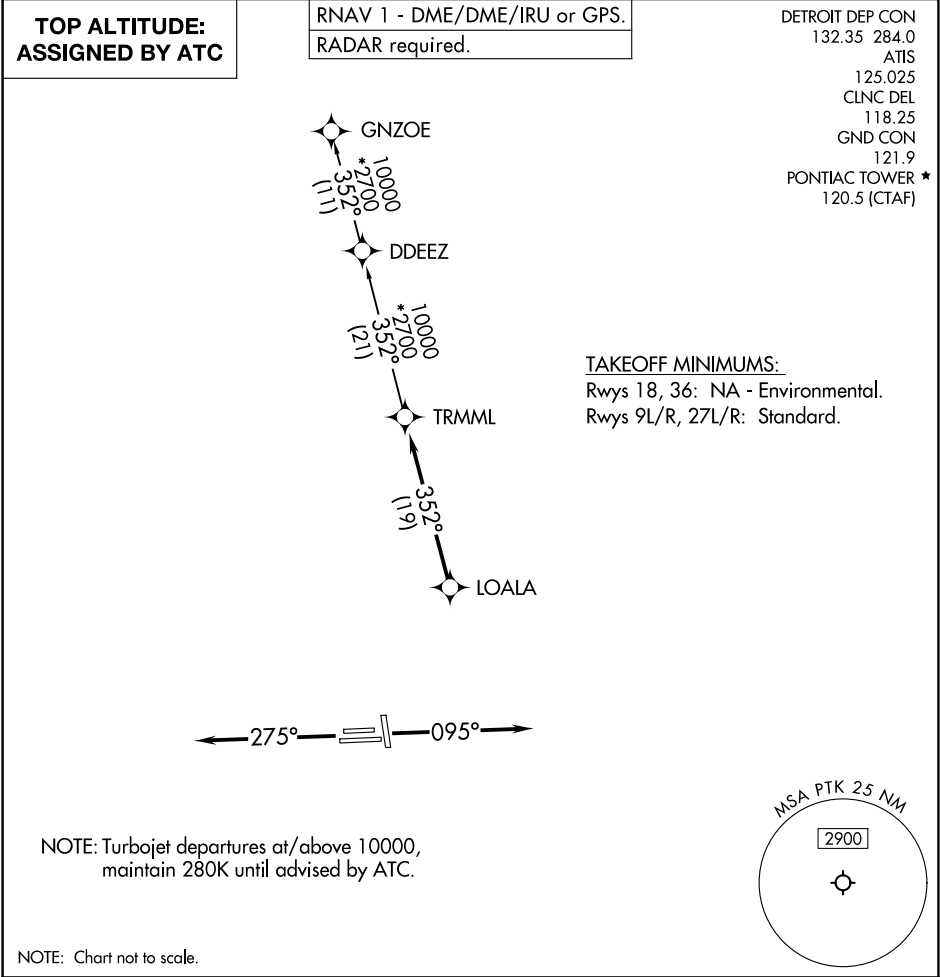 TOP ALTITUDE:
ASSIGNED BY ATC
RNAV 1 - DME/DME/IRU or GPS.
RADAR required.
DETROIT DEP CON
132.35 284.0
ATIS
125.025
CLNC DEL
118.25
GND CON
121.9
PONTIAC TOWER ★
120.5 (CTAF)
GNZOE
10000
*2700
352°
(11)
DDEEZ
10000
*2700
352°
(21)
TRMML
352°
(19)
LOALA
TAKEOFF MINIMUMS:
Rwys 18, 36: NA - Environmental.
Rwys 9L/R, 27L/R: Standard.
275°
095°
NOTE: Turbojet departures at/above 10000,
maintain 280K until advised by ATC.
MSA PTK 25 NM
2900
NOTE: Chart not to scale.